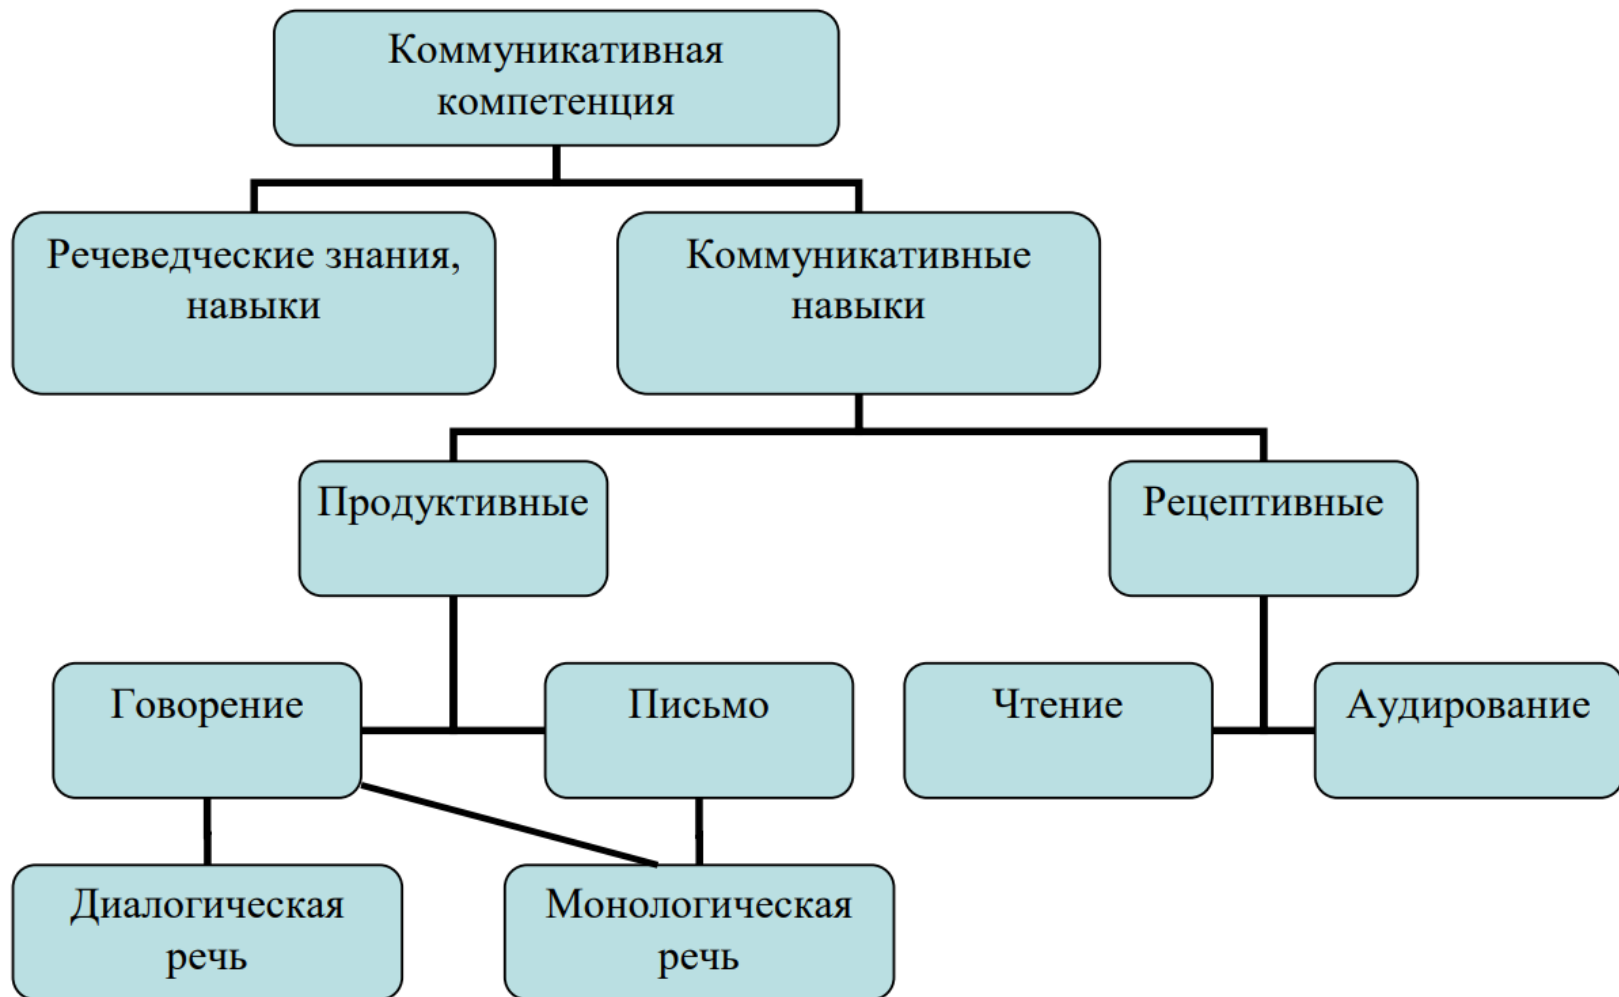 Коммуникативная
компетенция
Речеведческие знания,
навыки
Коммуникативные
навыки
Продуктивные
Рецептивные
Говорение
Письмо
Чтение
Аудирование
Диалогическая
речь
Монологическая
речь